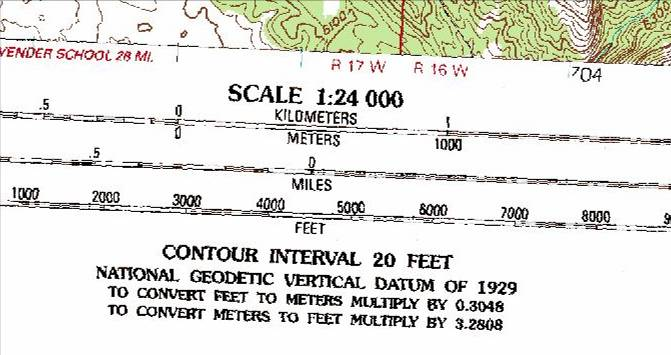 6200
VENDER SCHOOL 28 MI.
R 17 W R 16 W
704
SCALE 1:24 000
.5 0 KILOMETERS 1
0 METERS 1000
.5 0
MILES
1000 2000 3000 4000 5000 6000 7000 8000 9
FEET
CONTOUR INTERVAL 20 FEET
NATIONAL GEODETIC VERTICAL DATUM OF 1929
TO CONVERT FEET TO METERS MULTIPLY BY 0.3048
TO CONVERT METERS TO FEET MULTIPLY BY 3.2808